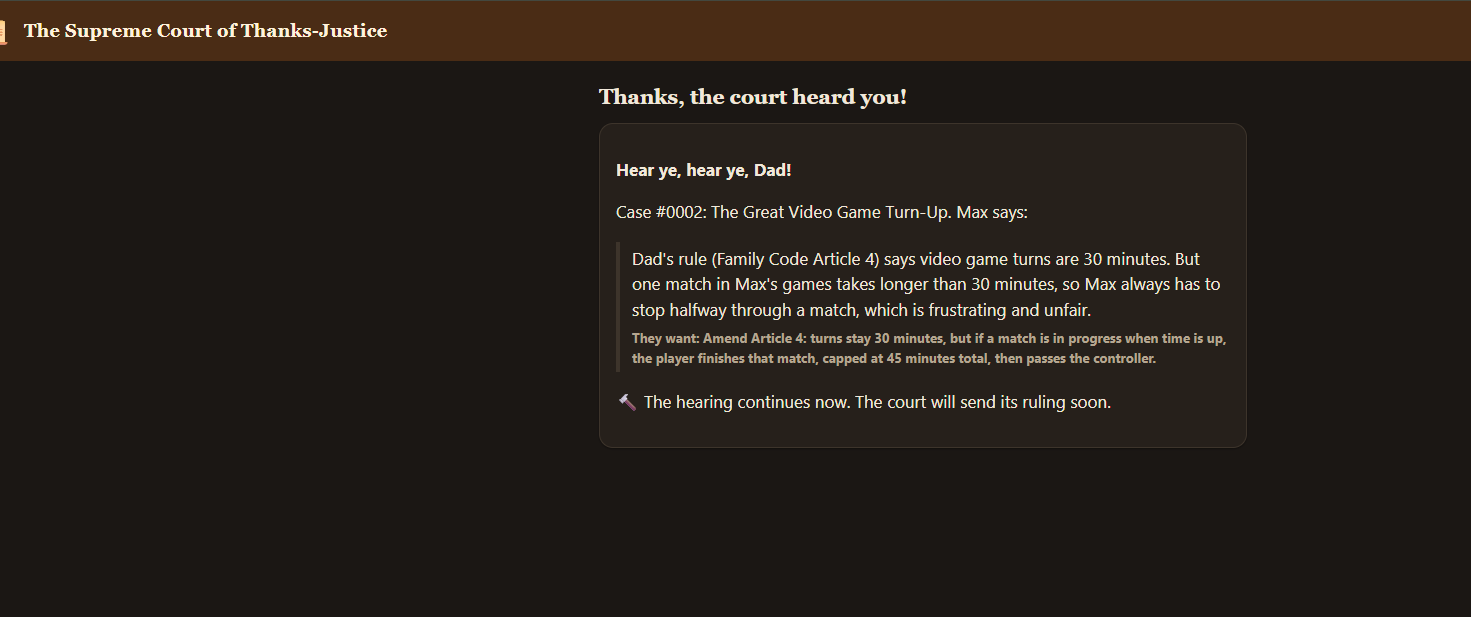 The Supreme Court of Thanks-Justice
Thanks, the court heard you!
Hear ye, hear ye, Dad!
Case #0002: The Great Video Game Turn-Up. Max says:
Dad's rule (Family Code Article 4) says video game turns are 30 minutes. But
one match in Max's games takes longer than 30 minutes, so Max always has to
stop halfway through a match, which is frustrating and unfair.
They want: Amend Article 4: turns stay 30 minutes, but if a match is in progress when time is up,
the player finishes that match, capped at 45 minutes total, then passes the controller.
The hearing continues now. The court will send its ruling soon.